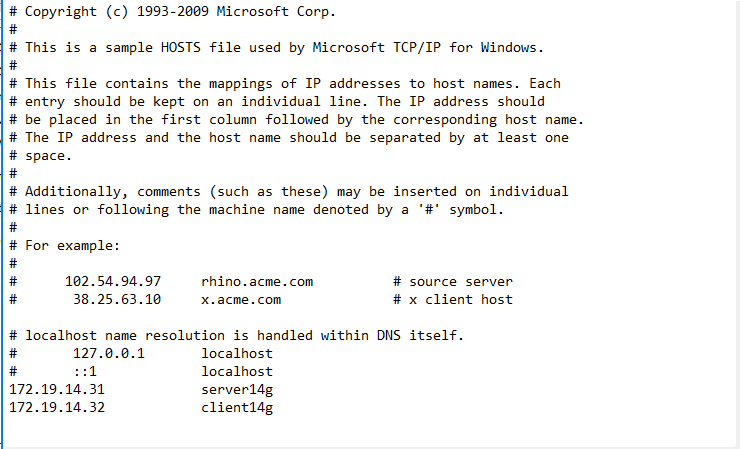 # Copyright (c) 1993-2009 Microsoft Corp.
#
# This is a sample HOSTS file used by Microsoft TCP/IP for Windows.
#
# This file contains the mappings of IP addresses to host names. Each
# entry should be kept on an individual line. The IP address should
# be placed in the first column followed by the corresponding host name.
# The IP address and the host name should be separated by at least one
# space.
#
# Additionally, comments (such as these) may be inserted on individual
# lines or following the machine name denoted by a '#' symbol.
#
# For example:
#
#      102.54.94.97     rhino.acme.com          # source server
#       38.25.63.10     x.acme.com              # x client host

# localhost name resolution is handled within DNS itself.
#       127.0.0.1       localhost
#       ::1             localhost
172.19.14.31            server14g
172.19.14.32            client14g